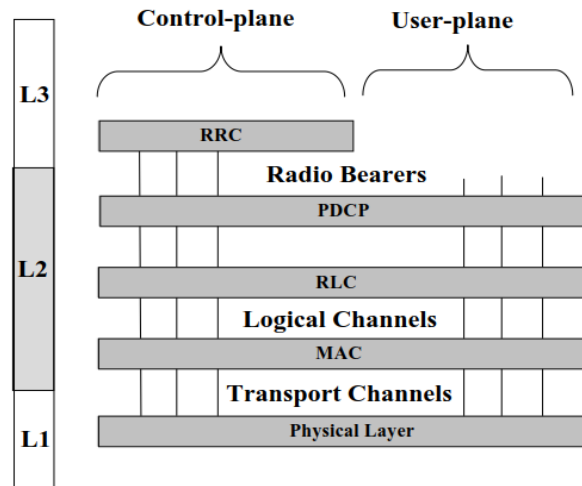 Control-plane
User-plane
L3
RRC
Radio Bearers
PDCP
L2
RLC
Logical Channels
MAC
Transport Channels
Physical Layer
L1